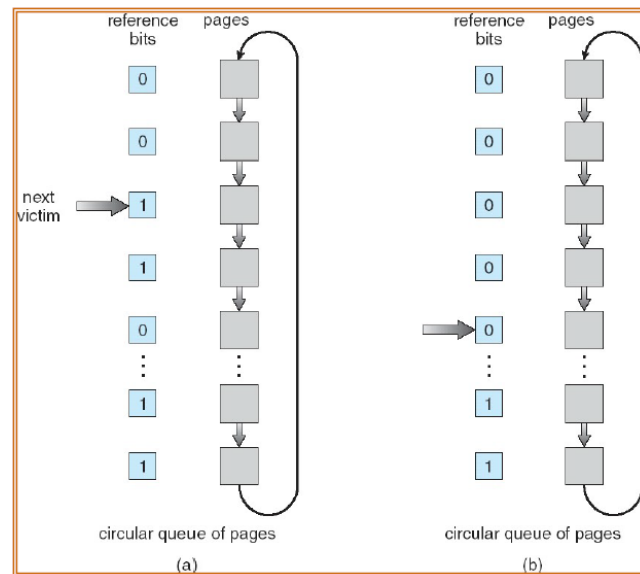 reference bits
pages
0
0
next victim
1
1
0
1
1
circular queue of pages
(a)
reference bits
pages
0
0
0
0
0
1
1
circular queue of pages
(b)